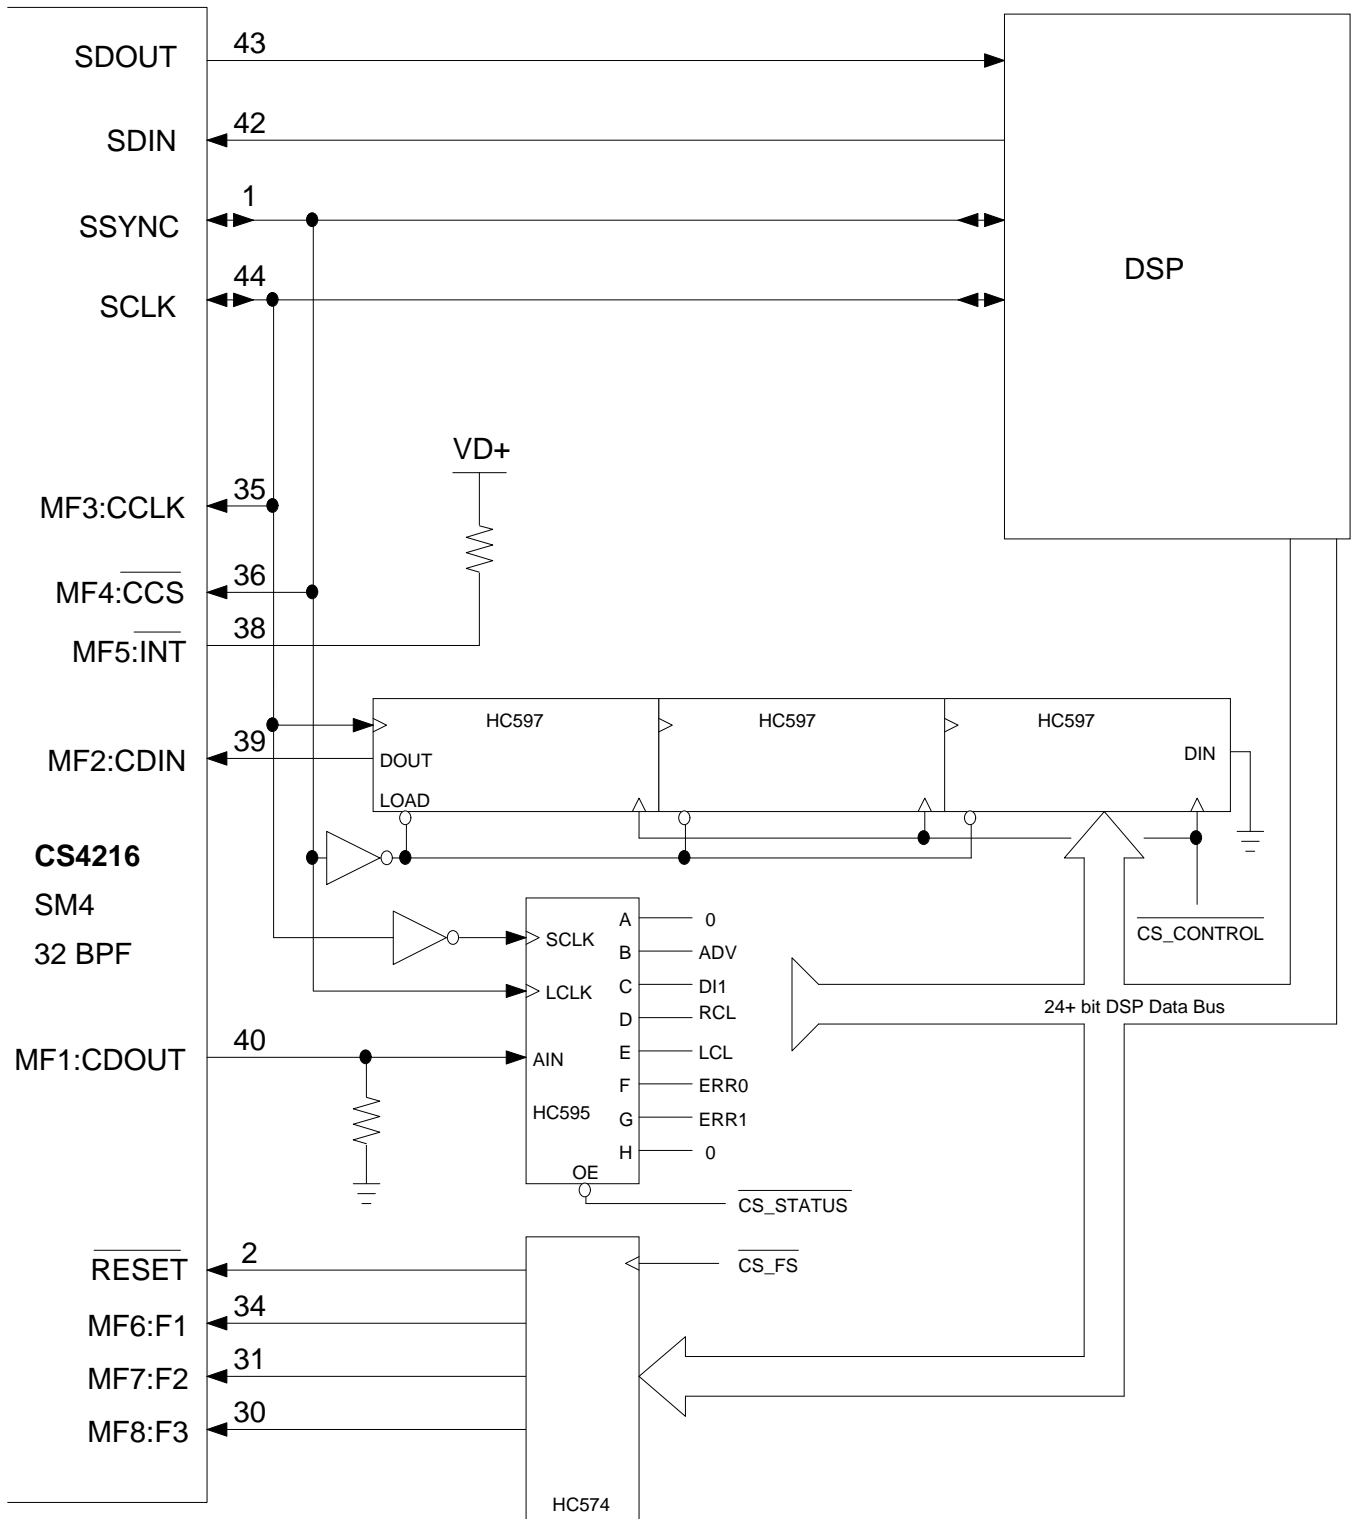 SDOUT 43
SDIN 42
SSYNC 1
SCLK 44
DSP
VD+
MF3:CCLK 35
MF4:CCS 36
MF5:INT 38
HC597 HC597 HC597
MF2:CDIN 39
DOUT
DIN
LOAD
CS4216
SM4
32 BPF
CS_CONTROL
SCLK
LCLK
AIN
HC595
OE
A 0
B ADV
C DI1
D RCL
E LCL
F ERR0
G ERR1
H 0
24+ bit DSP Data Bus
MF1:CDOUT 40
CS_STATUS
RESET 2
CS_FS
MF6:F1 34
MF7:F2 31
MF8:F3 30
HC574